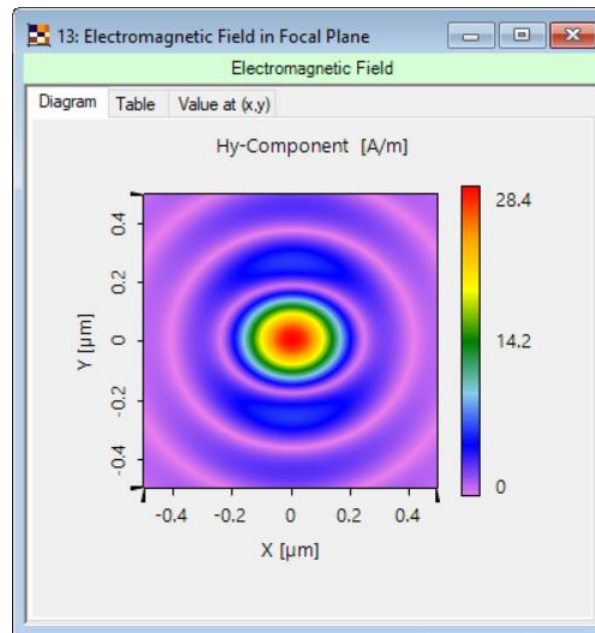 13: Electromagnetic Field in Focal Plane
Electromagnetic Field
Diagram Table Value at (x,y)
Hy-Component [A/m]
28.4
14.2
0
Y [µm]
0.4
0.2
0
-0.2
-0.4
-0.4 -0.2 0 0.2 0.4
X [µm]